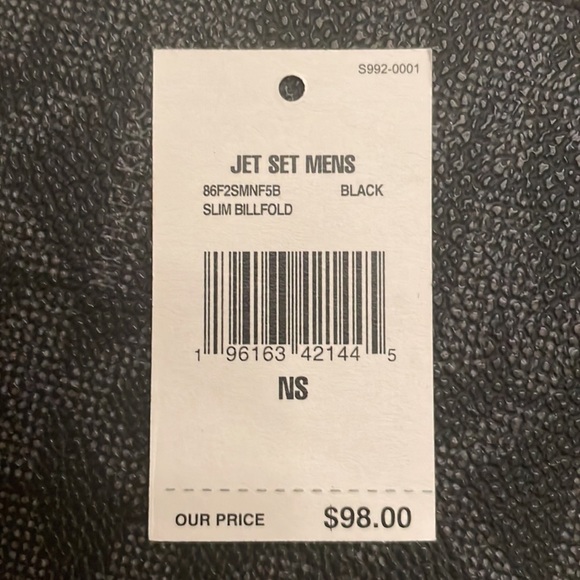 S992-0001
JET SET MENS
86F2SMNF5B BLACK
SLIM BILLFOLD
1 96163 42144 5
NS
OUR PRICE $98.00